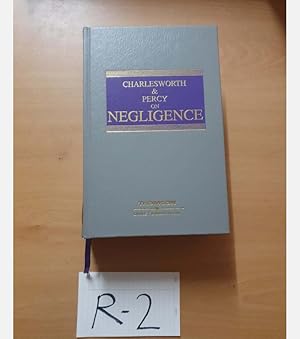 CHARLESWORTH
&
PERCY
ON
NEGLIGENCE
R-2